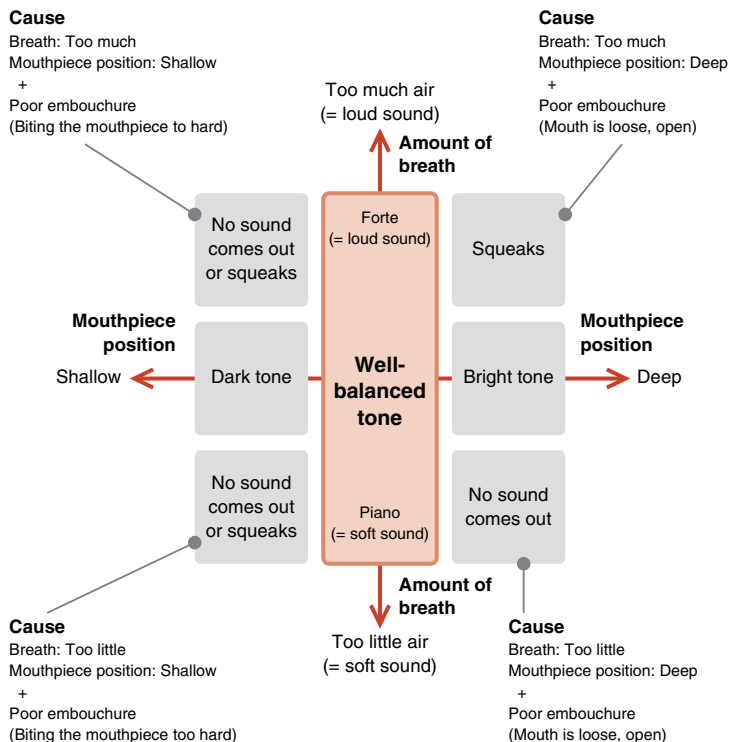 Cause
Breath: Too much
Mouthpiece position: Shallow
+
Poor embouchure
(Biting the mouthpiece to hard)
Cause
Breath: Too much
Mouthpiece position: Deep
+
Poor embouchure
(Mouth is loose, open)
Too much air
(= loud sound)
Amount of
breath
No sound
comes out
or squeaks
Forte
(= loud sound)
Squeaks
Mouthpiece
position
Shallow
Dark tone
Well-
balanced
tone
Bright tone
Mouthpiece
position
Deep
No sound
comes out
or squeaks
Piano
(= soft sound)
No sound
comes out
Amount of
breath
Too little air
(= soft sound)
Cause
Breath: Too little
Mouthpiece position: Shallow
+
Poor embouchure
(Biting the mouthpiece too hard)
Cause
Breath: Too little
Mouthpiece position: Deep
+
Poor embouchure
(Mouth is loose, open)